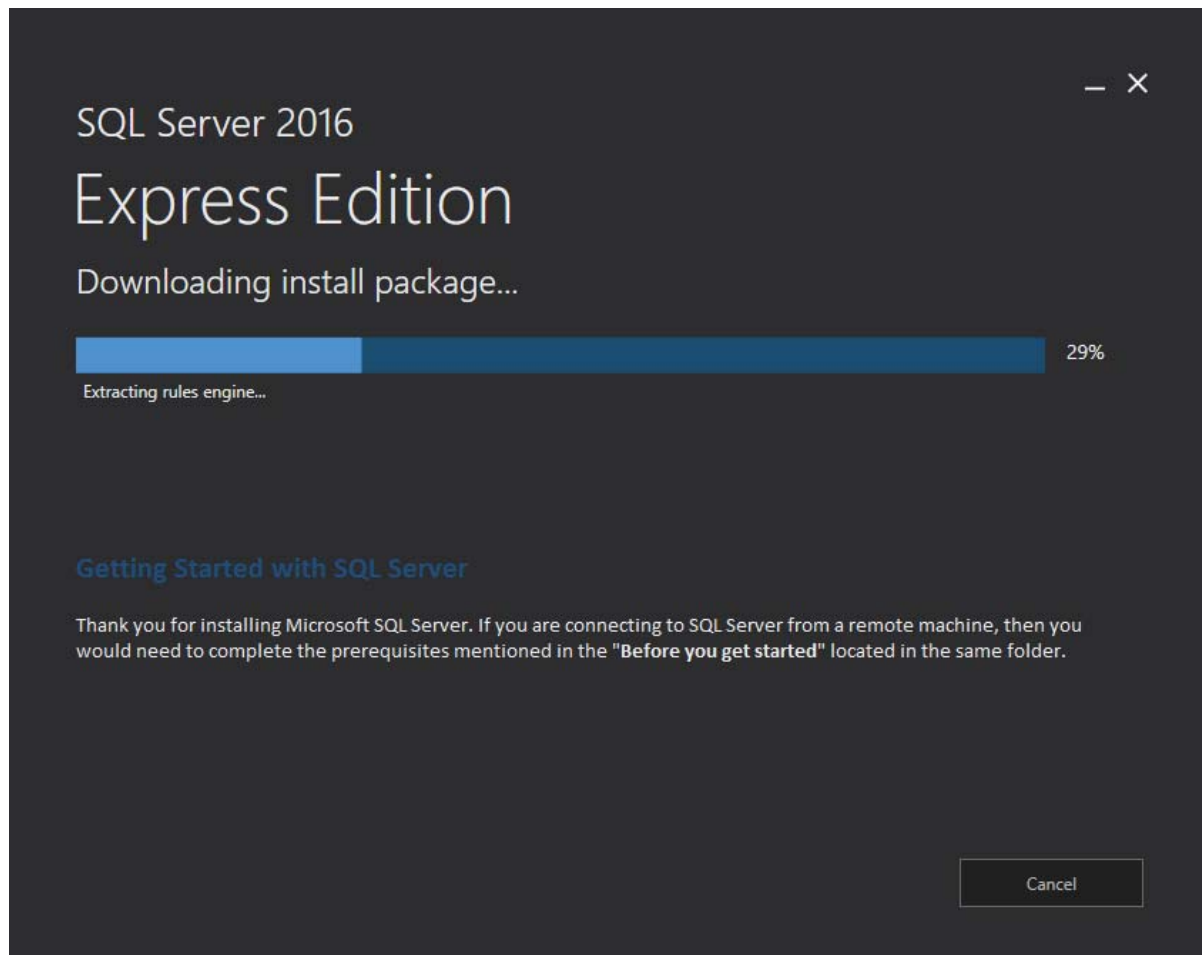 SQL Server 2016
Express Edition
Downloading install package...
29%
Extracting rules engine...
Getting Started with SQL Server
Thank you for installing Microsoft SQL Server. If you are connecting to SQL Server from a remote machine, then you
would need to complete the prerequisites mentioned in the "Before you get started" located in the same folder.
Cancel